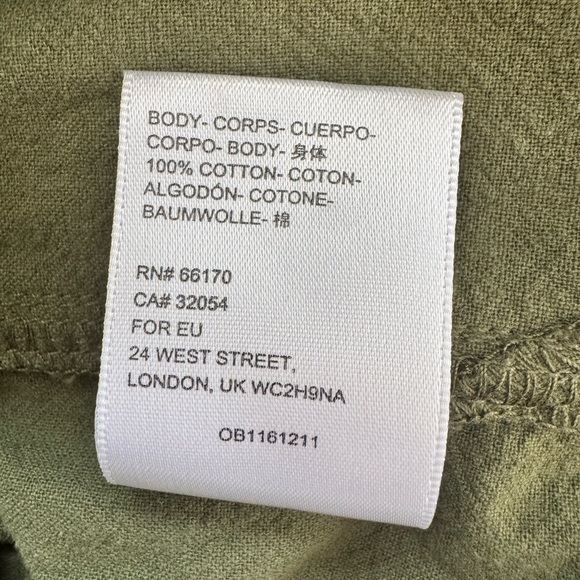 BODY- CORPS- CUERPO-
CORPO- BODY- 身体
100% COTTON- COTON-
ALGODÓN- COTONE-
BAUMWOLLE- 棉
RN# 66170
CA# 32054
FOR EU
24 WEST STREET,
LONDON, UK WC2H9NA
OB1161211